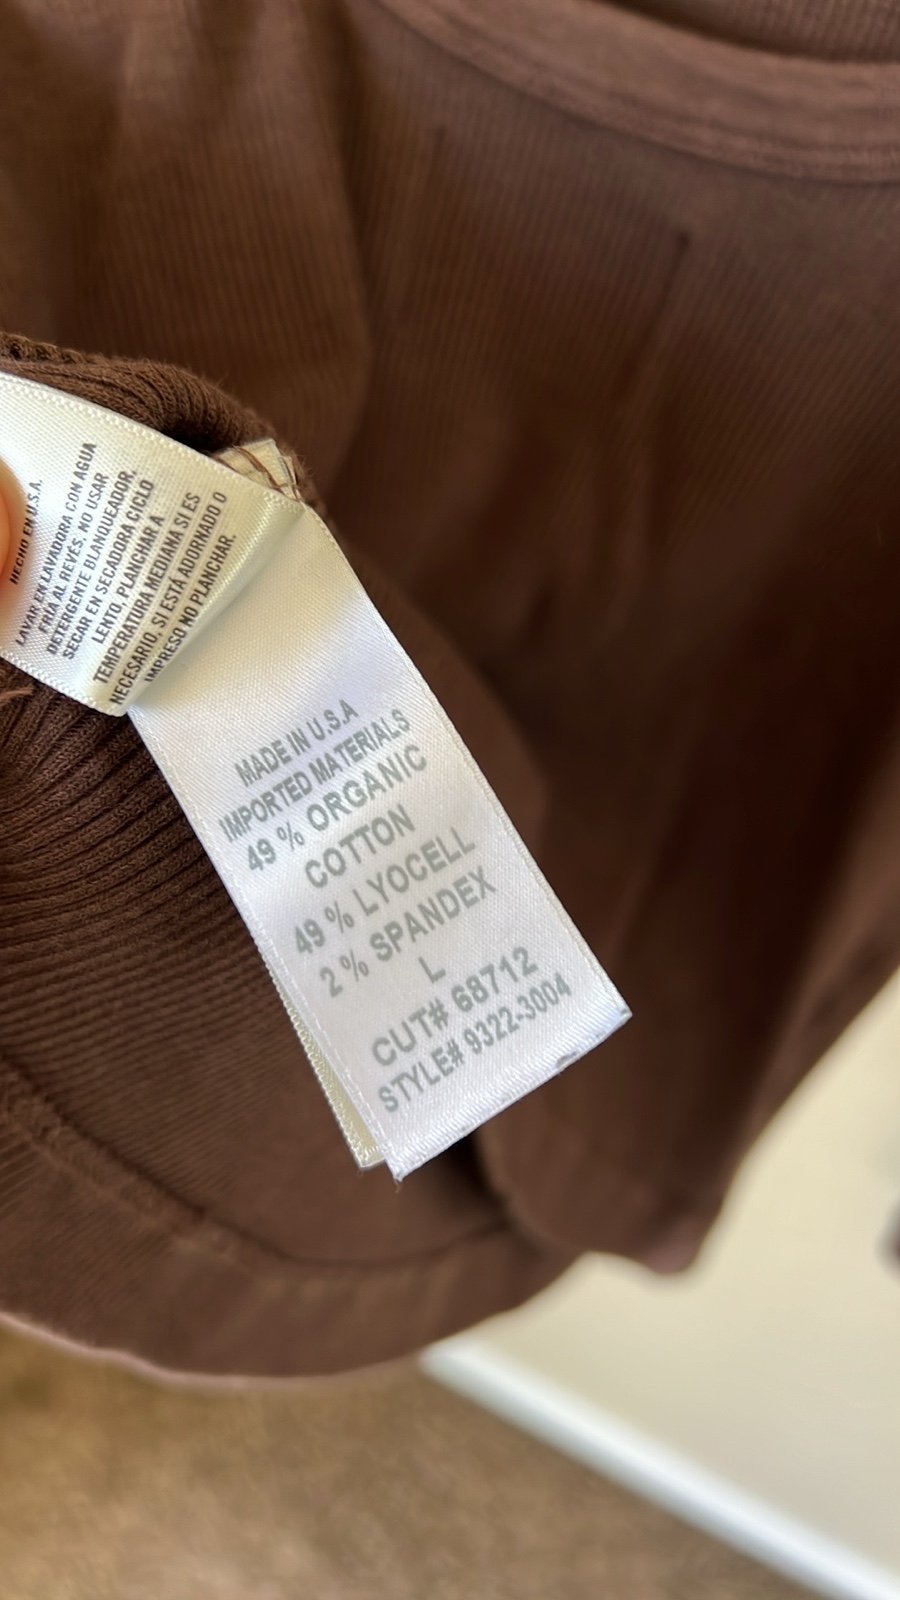 HECHO EN U.S.A.
LAVAR EN LAVADORA CON AGUA
FRIA AL REVÉS. NO USAR
DETERGENTE BLANQUEADOR.
SECAR EN SECADORA CICLO
LENTO, PLANCHAR A
TEMPERATURA MEDIANA SI ES
NECESARIO, SI ESTÁ ADORNADO O
IMPRESO NO PLANCHAR.
MADE IN U.S.A
IMPORTED MATERIALS
49 % ORGANIC
COTTON
49 % LYOCELL
2 % SPANDEX
L
CUT# 68712
STYLE# 9322-3004